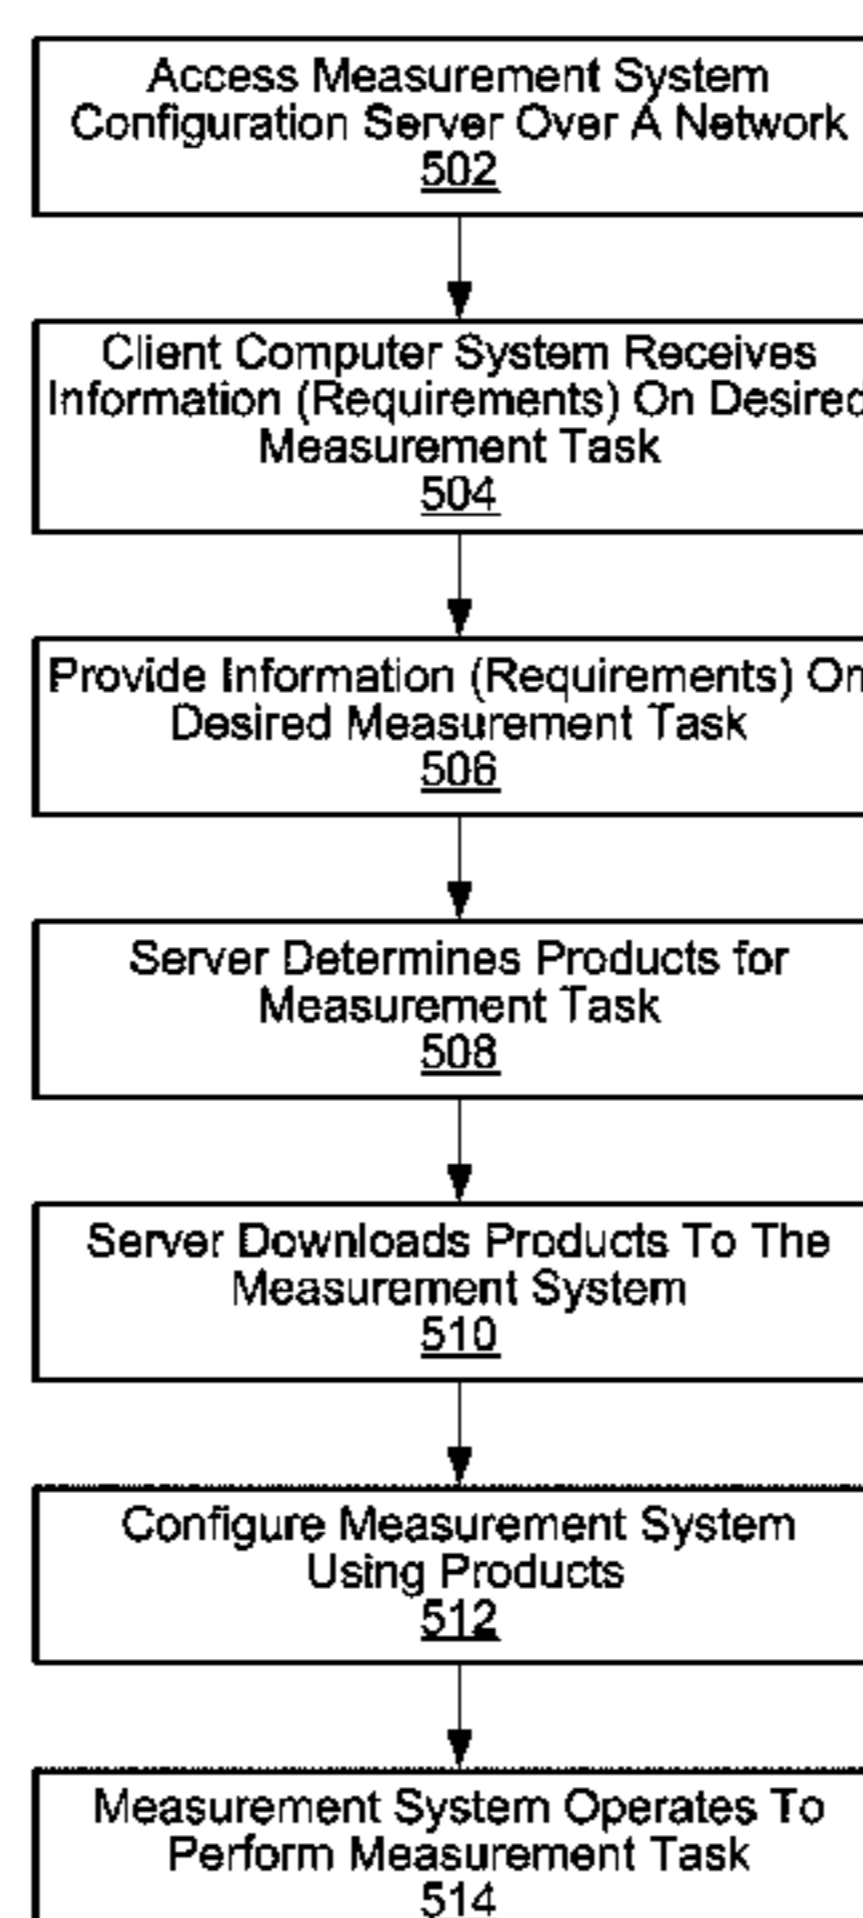 Access Measurement System
Configuration Server Over A Network
502
Client Computer System Receives
Information (Requirements) On Desired
Measurement Task
504
Provide Information (Requirements) On
Desired Measurement Task
506
Server Determines Products for
Measurement Task
508
Server Downloads Products To The
Measurement System
510
Configure Measurement System
Using Products
512
Measurement System Operates To
Perform Measurement Task
514